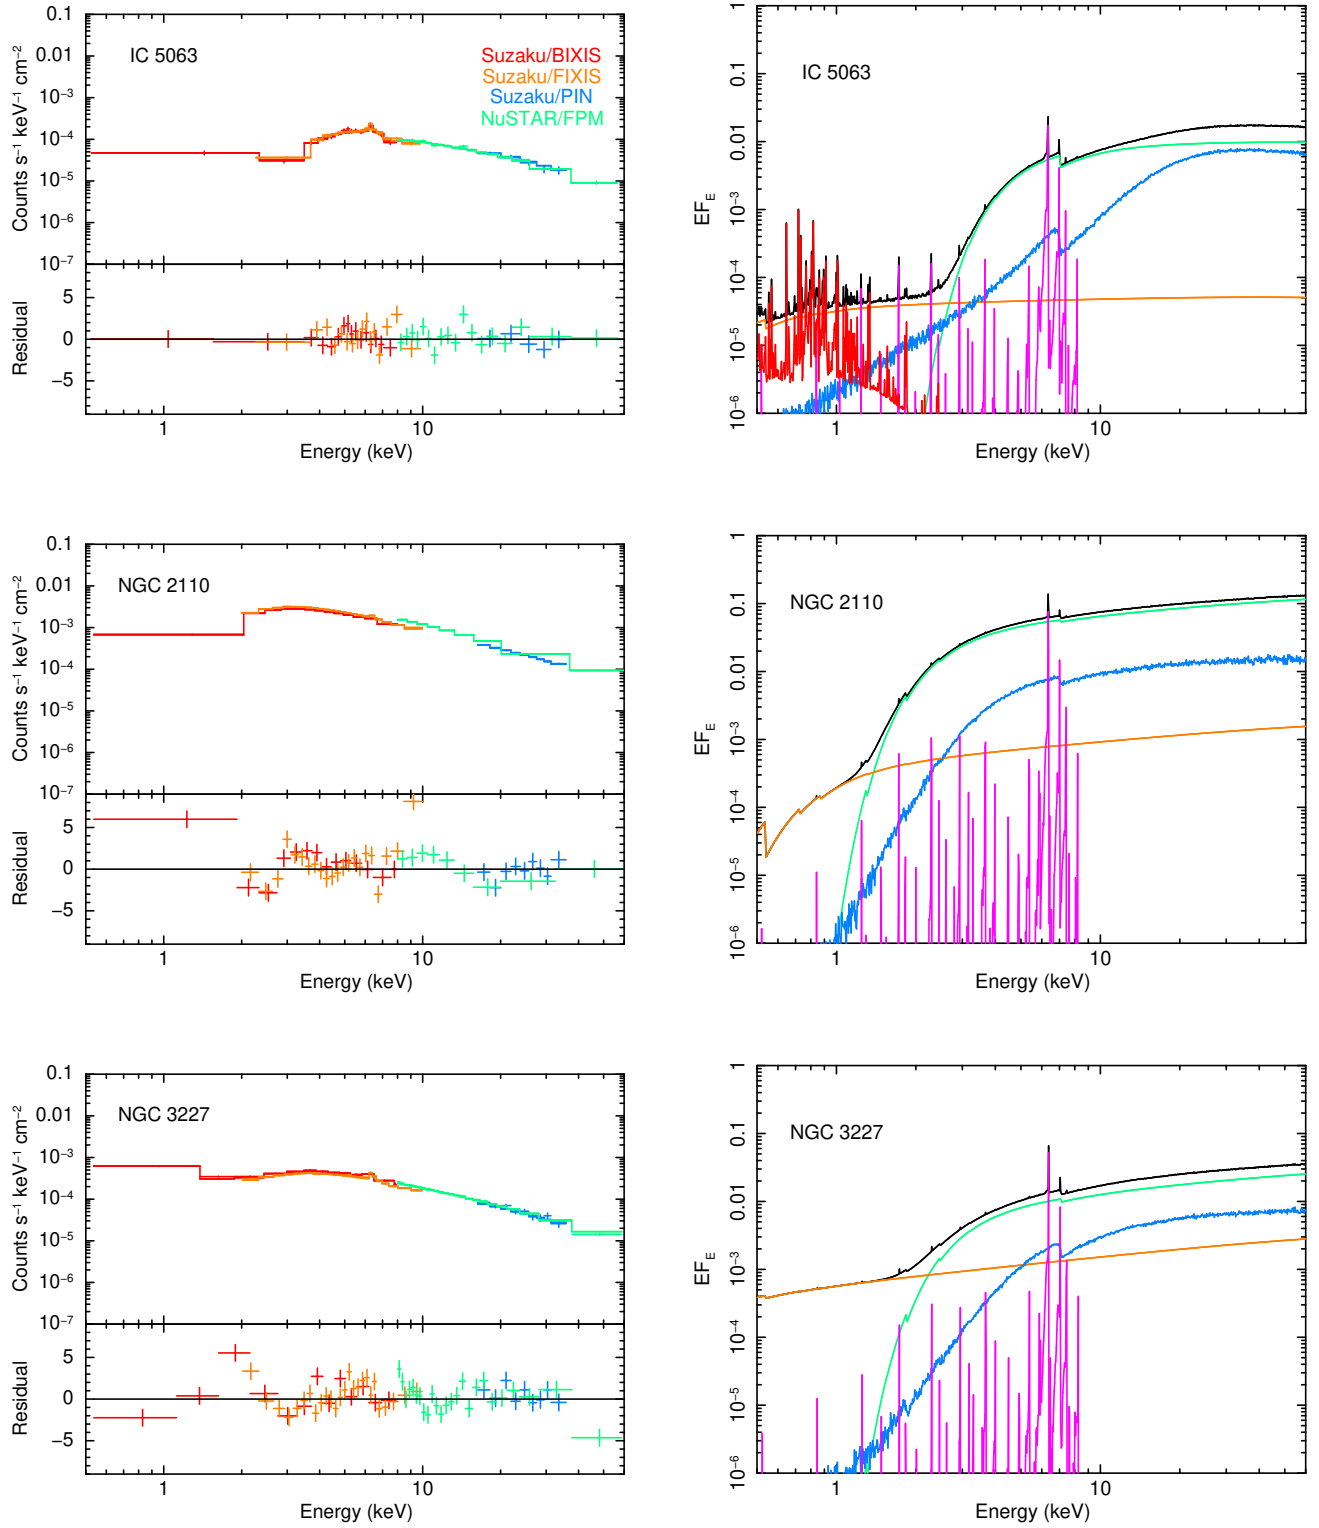 0.1
0.01
10⁻³
10⁻⁴
10⁻⁵
10⁻⁶
10⁻⁷
Counts s⁻¹ keV⁻¹ cm⁻²
IC 5063
Suzaku/BIXIS
Suzaku/FIXIS
Suzaku/PIN
NuSTAR/FPM
5
0
−5
Residual
1 10
Energy (keV)
1
0.1
0.01
10⁻³
10⁻⁴
10⁻⁵
10⁻⁶
EF_E
IC 5063
1 10
Energy (keV)
0.1
0.01
10⁻³
10⁻⁴
10⁻⁵
10⁻⁶
10⁻⁷
Counts s⁻¹ keV⁻¹ cm⁻²
NGC 2110
5
0
−5
Residual
1 10
Energy (keV)
1
0.1
0.01
10⁻³
10⁻⁴
10⁻⁵
10⁻⁶
EF_E
NGC 2110
1 10
Energy (keV)
0.1
0.01
10⁻³
10⁻⁴
10⁻⁵
10⁻⁶
10⁻⁷
Counts s⁻¹ keV⁻¹ cm⁻²
NGC 3227
5
0
−5
Residual
1 10
Energy (keV)
1
0.1
0.01
10⁻³
10⁻⁴
10⁻⁵
10⁻⁶
EF_E
NGC 3227
1 10
Energy (keV)